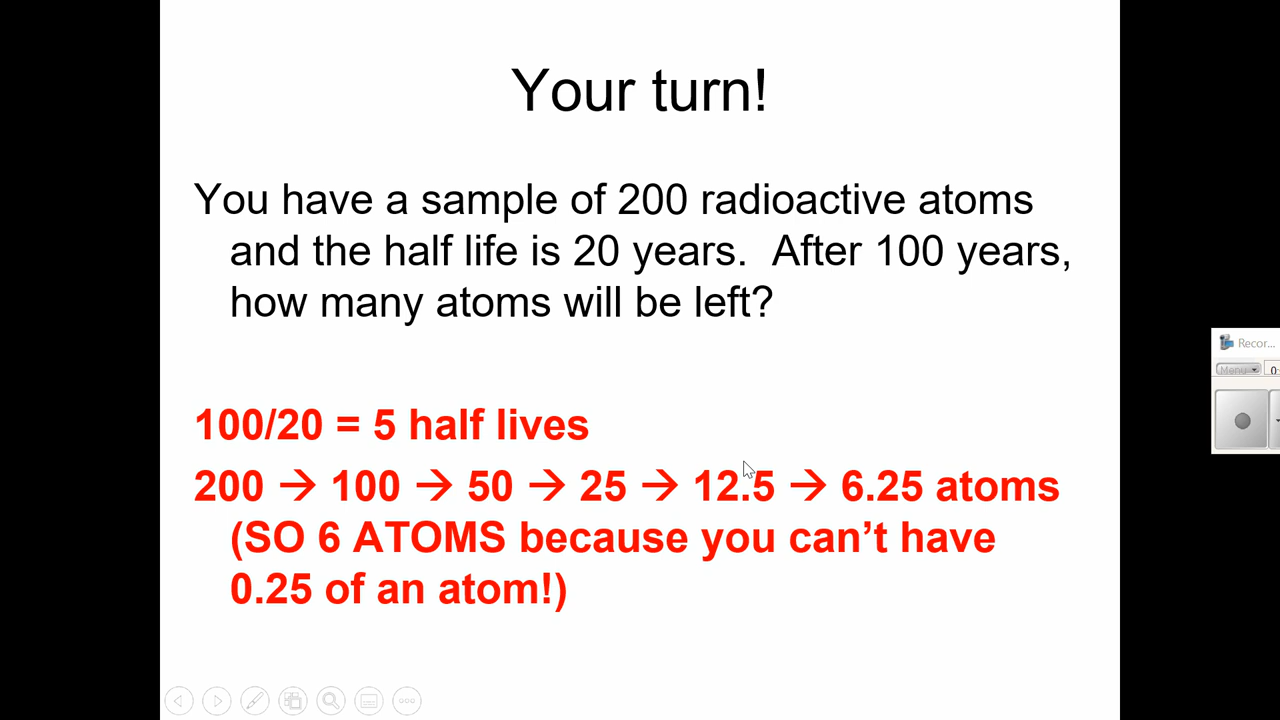 Your turn!
You have a sample of 200 radioactive atoms
and the half life is 20 years.  After 100 years,
how many atoms will be left?
100/20 = 5 half lives
200 → 100 → 50 → 25 → 12.5 → 6.25 atoms
(SO 6 ATOMS because you can’t have
0.25 of an atom!)
Recor...
Menu
0: